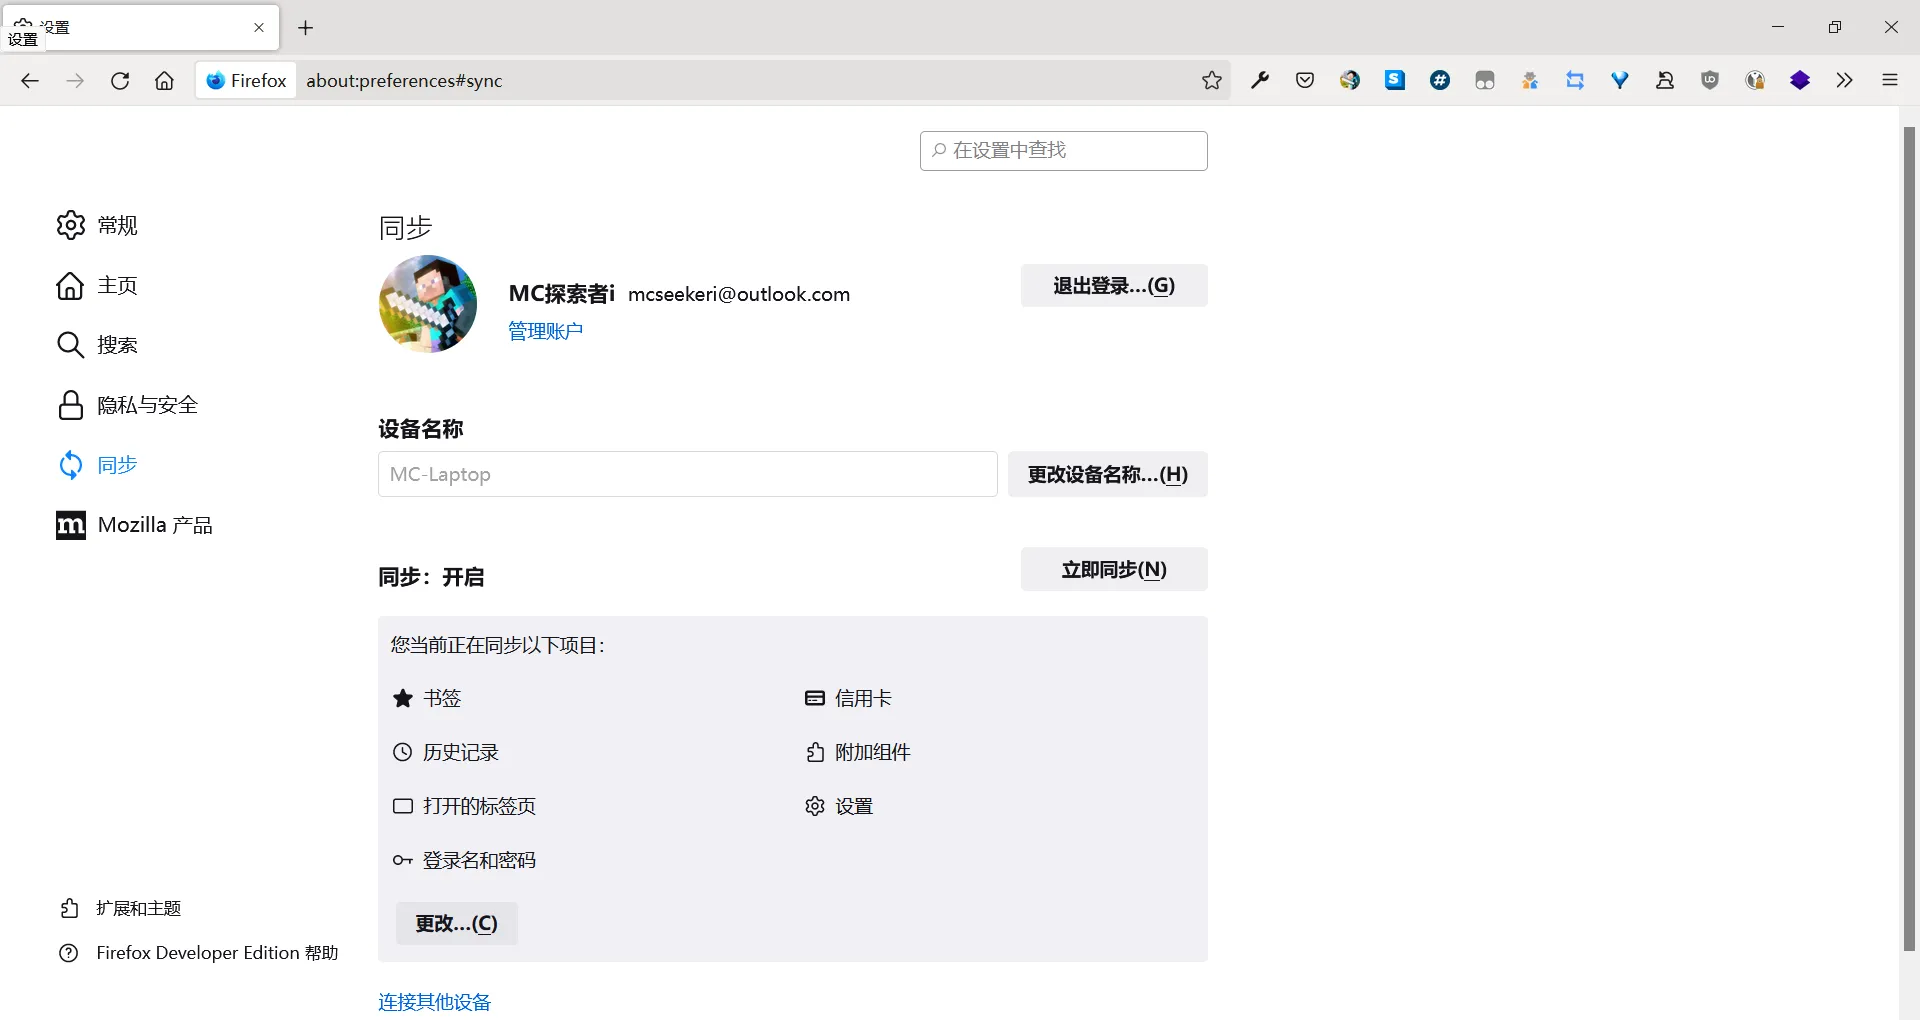 设置
设置
Firefox about:preferences#sync
在设置中查找
常规
主页
搜索
隐私与安全
同步
Mozilla 产品
扩展和主题
Firefox Developer Edition 帮助
同步
MC探索者i mcseekeri@outlook.com
管理账户
退出登录...(G)
设备名称
MC-Laptop
更改设备名称...(H)
同步：开启
立即同步(N)
您当前正在同步以下项目：
书签
历史记录
打开的标签页
登录名和密码
信用卡
附加组件
设置
更改...(C)
连接其他设备